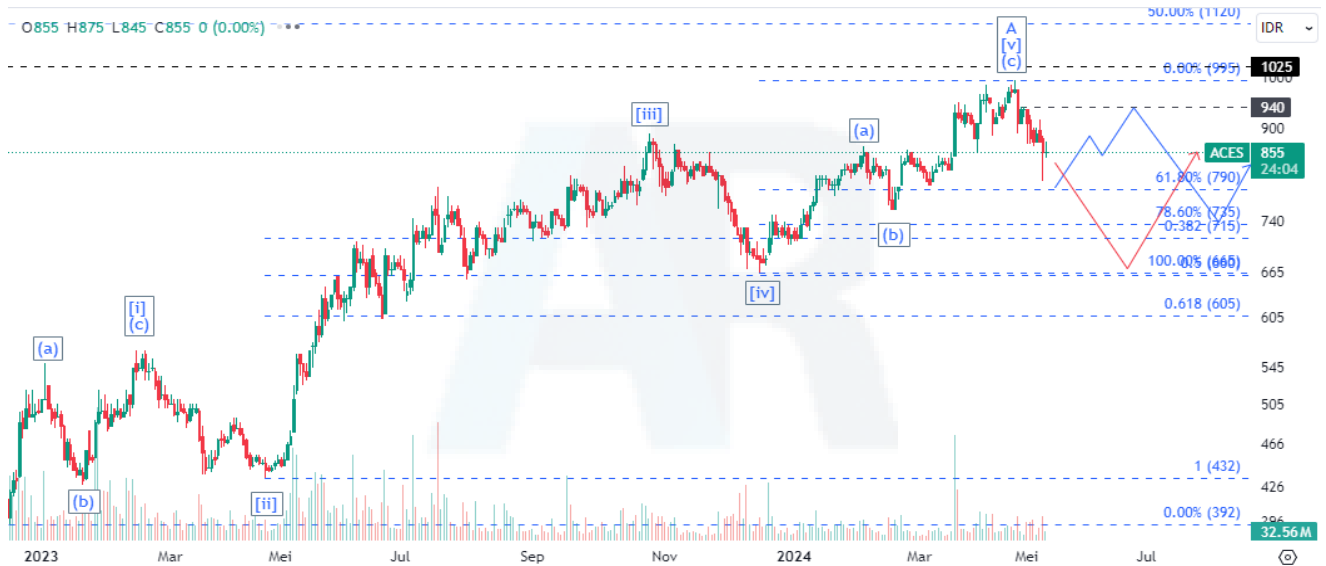 50.00% (1120)
O855 H875 L845 C855 0 (0.00%)
IDR
A
[v]
(c)
0.00% (995)
1025
1000
940
900
[iii]
(a)
ACES 855
24:04
61.80% (790)
78.60% (735)
0.382 (715)
740
(b)
100.00% (665)
665
[iv]
[i]
(c)
0.618 (605)
605
(a)
545
505
466
1 (432)
426
(b)
[ii]
0.00% (392)
396
32.56M
2023 Mar Mei Jul Sep Nov 2024 Mar Mei Jul
AR